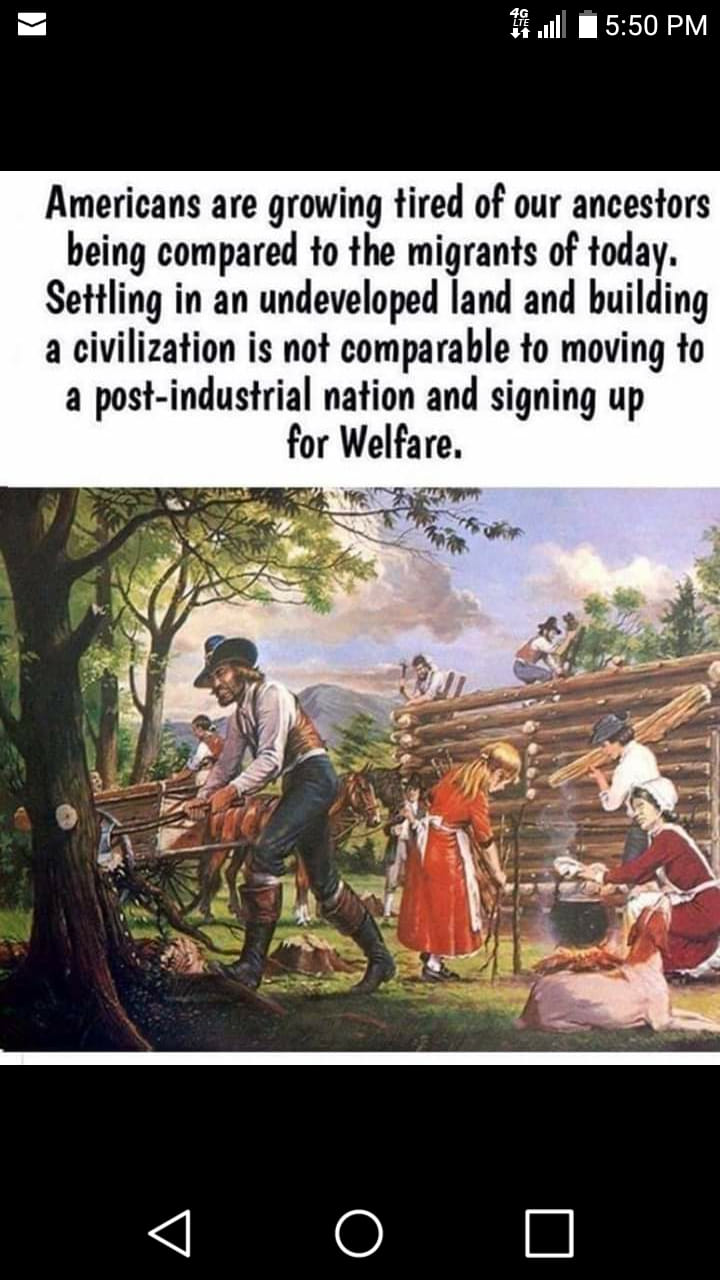 4G
LTE
5:50 PM
Americans are growing tired of our ancestors
being compared to the migrants of today.
Settling in an undeveloped land and building
a civilization is not comparable to moving to
a post-industrial nation and signing up
for Welfare.